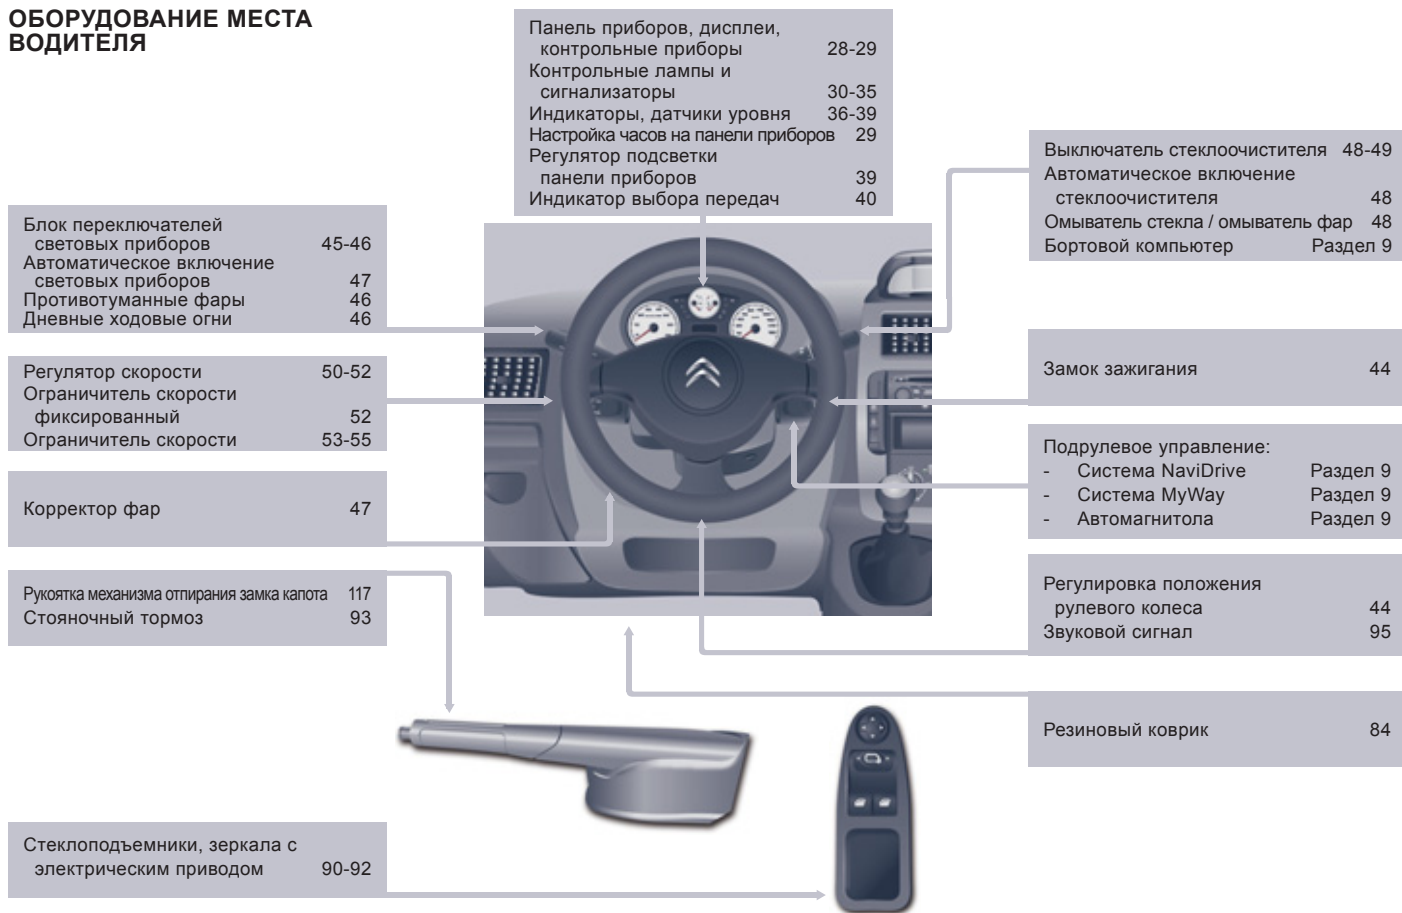 ОБОРУДОВАНИЕ МЕСТА
ВОДИТЕЛЯ
Панель приборов, дисплеи,
контрольные приборы 28-29
Контрольные лампы и
сигнализаторы 30-35
Индикаторы, датчики уровня 36-39
Настройка часов на панели приборов 29
Регулятор подсветки
панели приборов 39
Индикатор выбора передач 40
Блок переключателей
световых приборов 45-46
Автоматическое включение
световых приборов 47
Противотуманные фары 46
Дневные ходовые огни 46
Регулятор скорости 50-52
Ограничитель скорости
фиксированный 52
Ограничитель скорости 53-55
Корректор фар 47
Рукоятка механизма отпирания замка капота 117
Стояночный тормоз 93
Стеклоподъемники, зеркала с
электрическим приводом 90-92
Выключатель стеклоочистителя 48-49
Автоматическое включение
стеклоочистителя 48
Омыватель стекла / омыватель фар 48
Бортовой компьютер Раздел 9
Замок зажигания 44
Подрулевое управление:
- Система NaviDrive Раздел 9
- Система MyWay Раздел 9
- Автомагнитола Раздел 9
Регулировка положения
рулевого колеса 44
Звуковой сигнал 95
Резиновый коврик 84